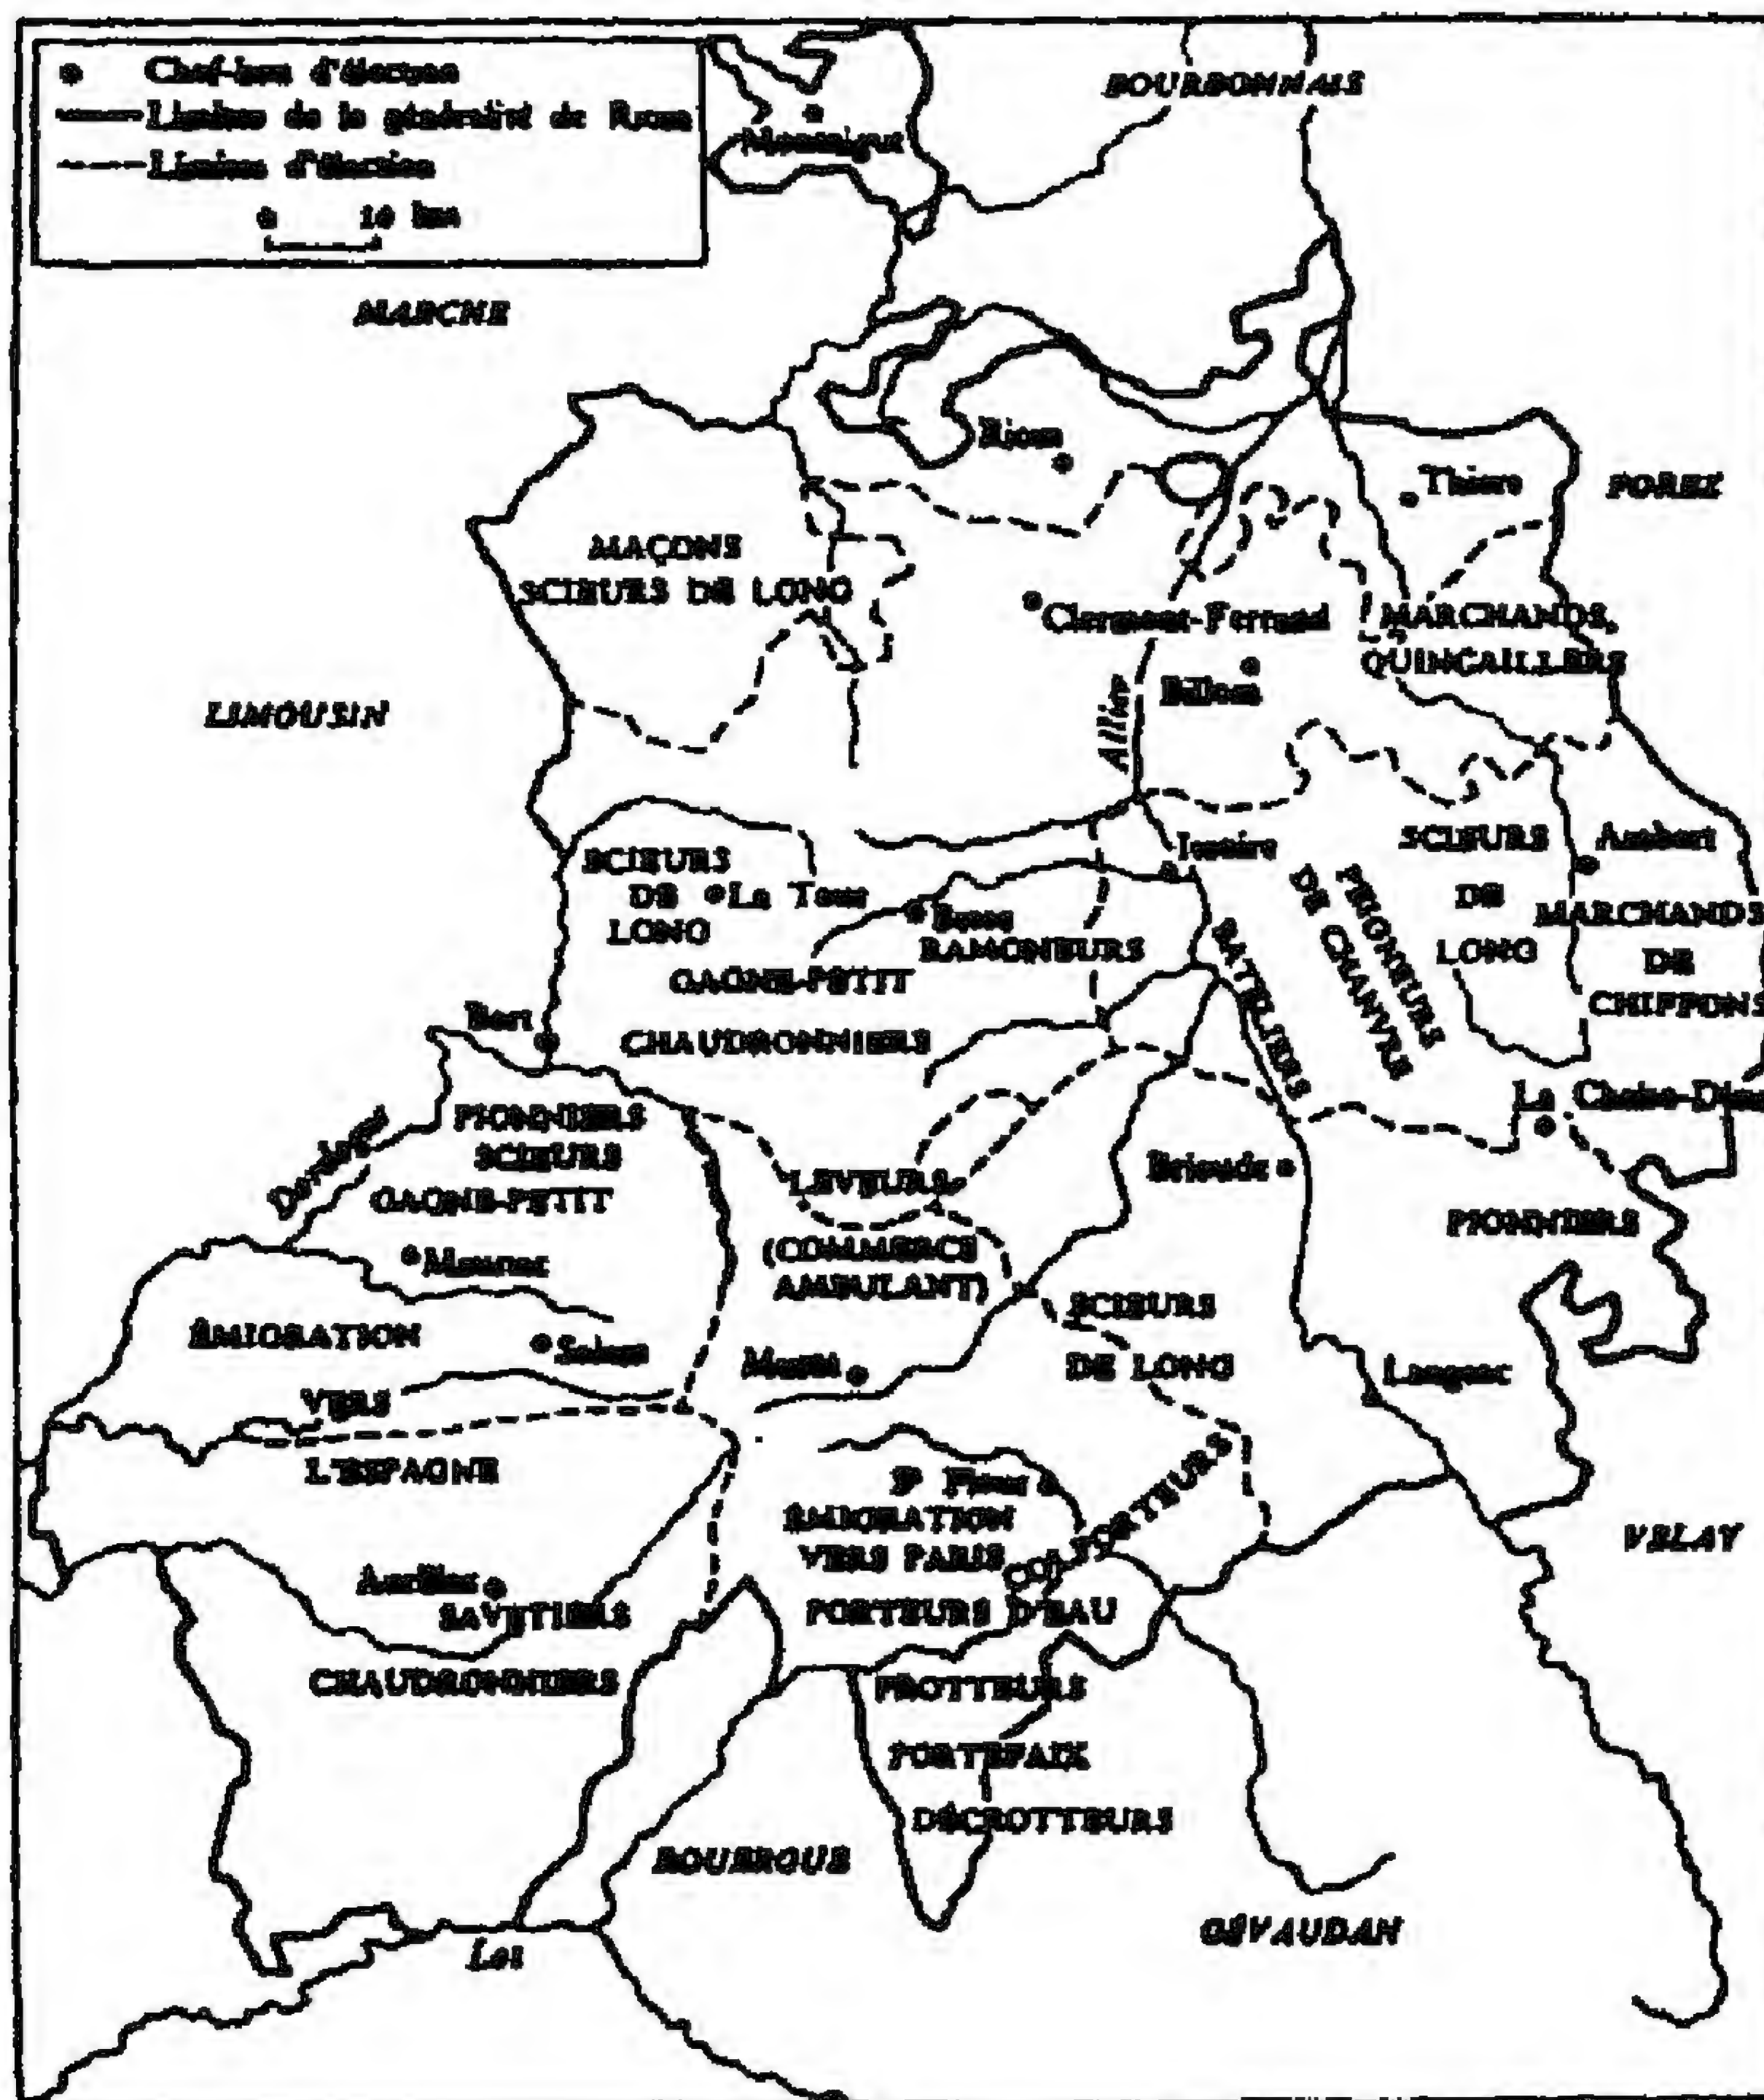 Chef-lieu d'élection
Limites de la généralité de Riom
Limites d'élection
0 10 km
BOURBONNAIS
MARCHE
Riom
Thiers
FOREZ
MAÇONS
SCIEURS DE LONG
Clermont-Ferrand
MARCHANDS,
QUINCAILLERS
Billom
LIMOUSIN
Allier
SCIEURS
DE
LONG
La Tour
Issoire
Besse
RAMONEURS
GAGNE-PETIT
CHAUDRONNIERS
RATELIERS
PEIGNEURS
DE CHANVRE
SCIEURS
DE
LONG
Ambert
MARCHANDS
DE
CHIFFONS
Bort
La Chaise-Dieu
PIONNIERS
SCIEURS
GAGNE-PETIT
Mauriac
LEVEURS
(COMMERCE
AMBULANT)
Brioude
PIONNIERS
ÉMIGRATION
VERS
L'ESPAGNE
Salers
Murat
SCIEURS
DE LONG
Langeac
St Flour
ÉMIGRATION
VERS PARIS
PORTEURS D'EAU
COLPORTEURS
VELAY
Aurillac
SAVETIERS
CHAUDRONNIERS
FROTTEURS
PORTEFAIX
DÉCROTTEURS
ROUERGUE
GÉVAUDAN
Lot